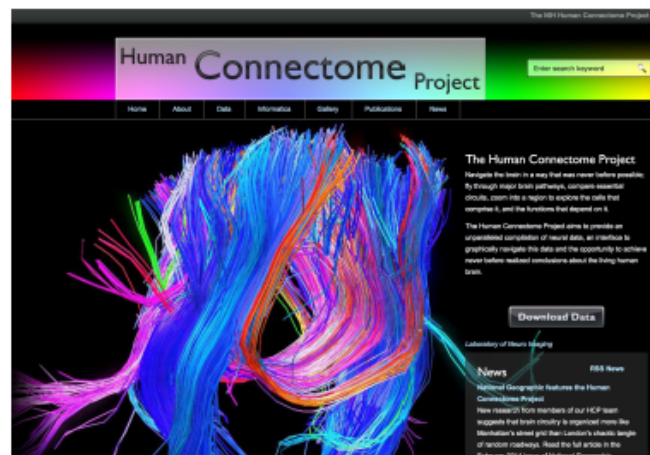 The NIH Human Connectome Project
Human Connectome Project
Enter search keyword
Home About Data Informatics Gallery Publications News
The Human Connectome Project
Navigate the brain in a way that was never before possible;
fly through major brain pathways, compare essential
circuits, zoom into a region to explore the cells that
comprise it, and the functions that depend on it.
The Human Connectome Project aims to provide an
unparalleled compilation of neural data, an interface to
graphically navigate this data and the opportunity to achieve
never before realized conclusions about the living human
brain.
Download Data
Laboratory of Neuro Imaging
News RSS News
National Geographic features the Human
Connectome Project
New research from members of our HCP team
suggests that brain circuitry is organized more like
Manhattan's street grid than London's chaotic tangle
of random roadways. Read the full article in the